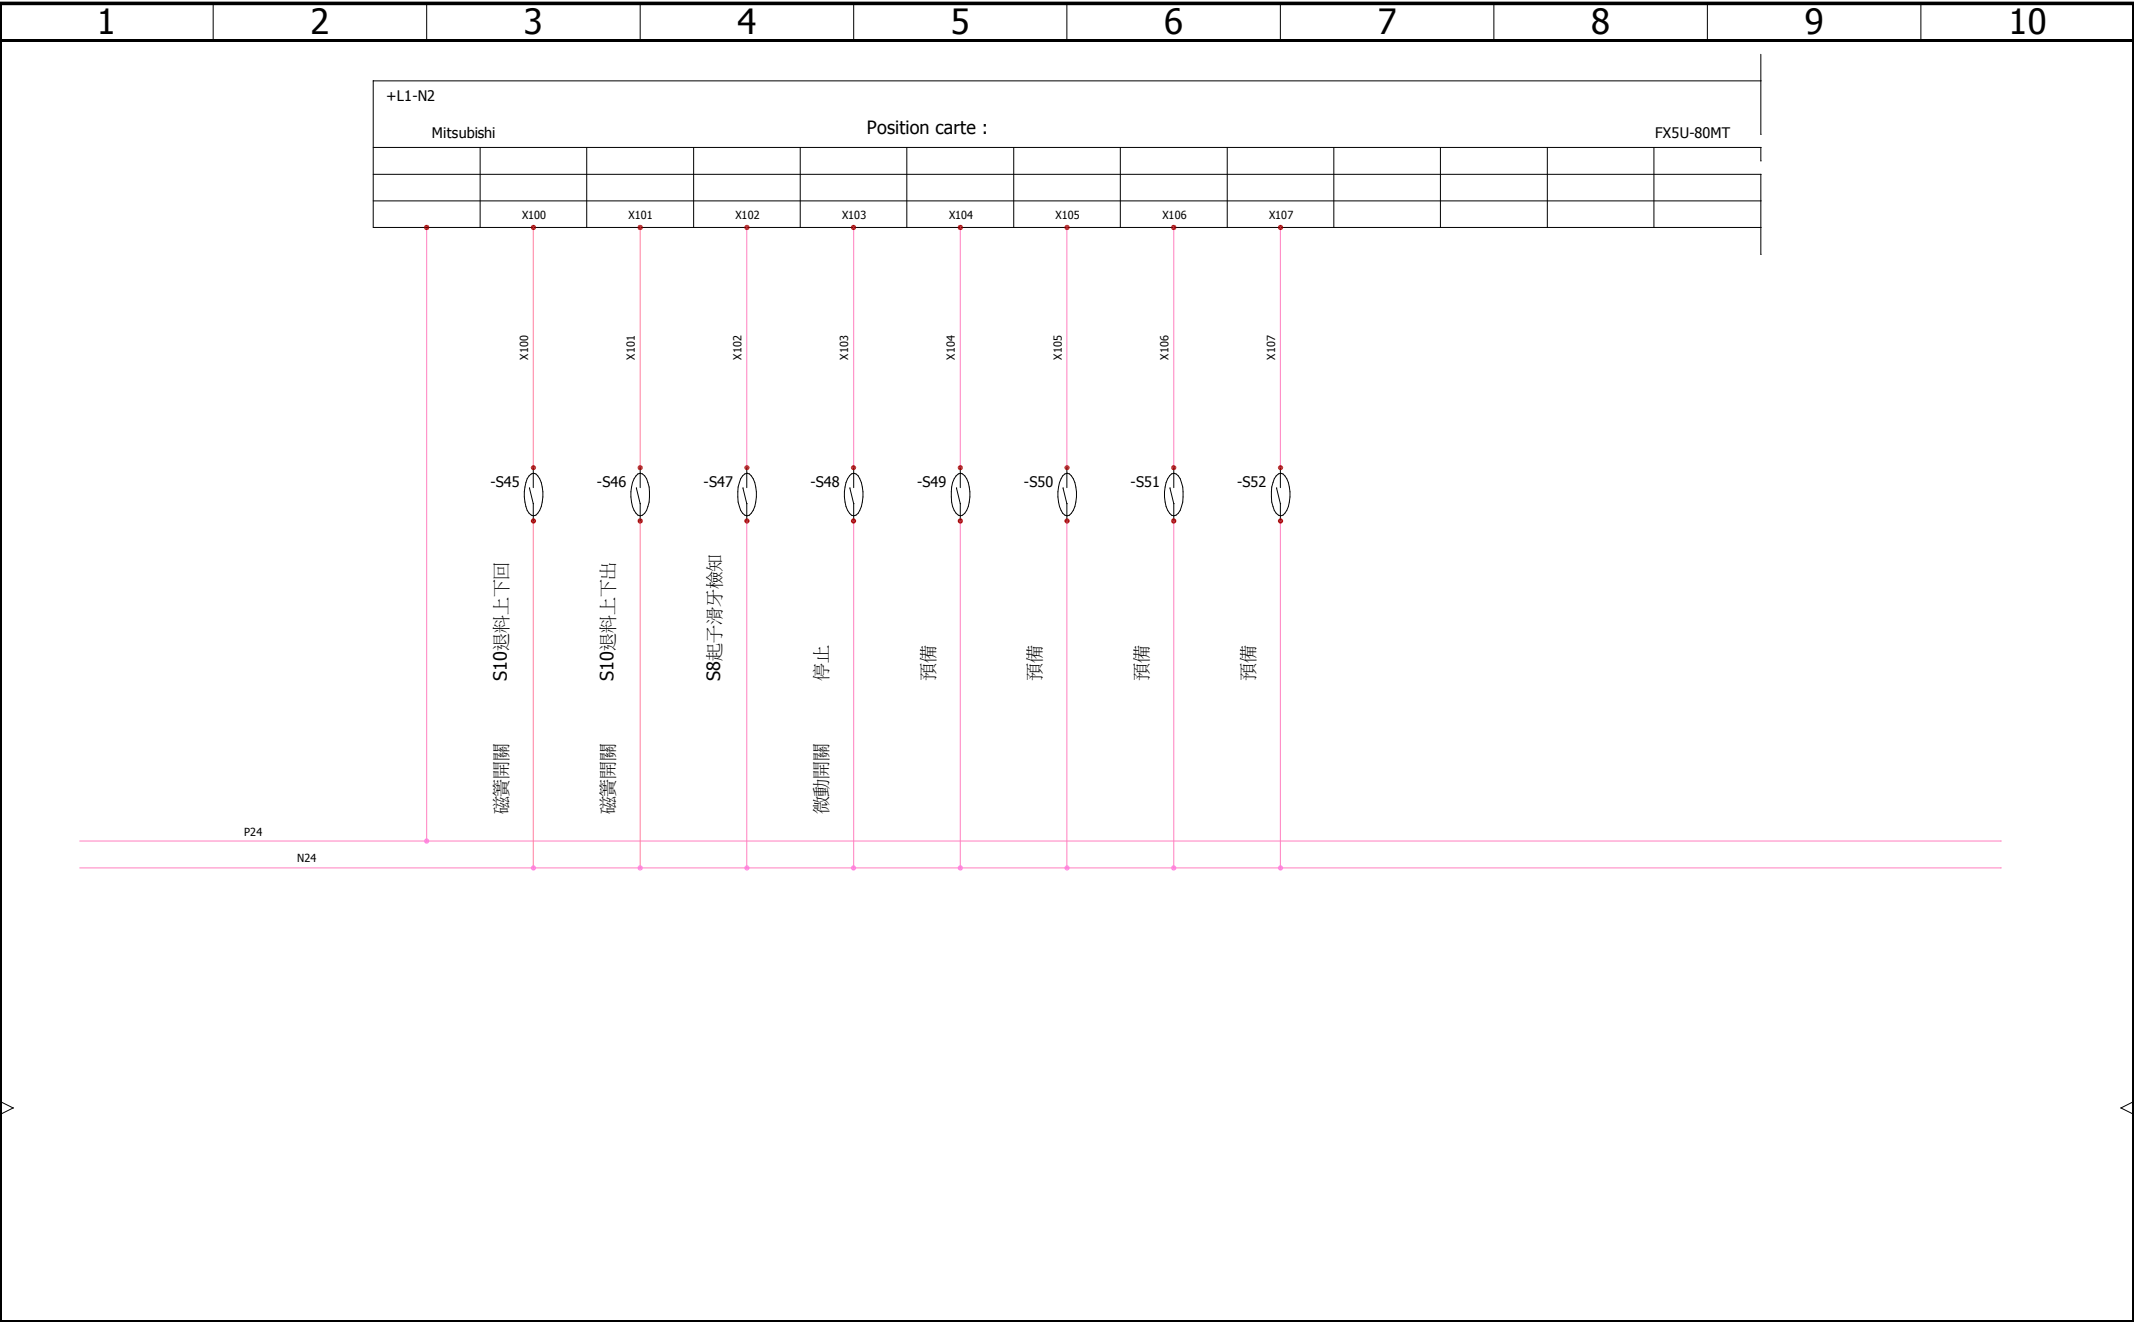 1 2 3 4 5 6 7 8 9 10
+L1-N2
Mitsubishi Position carte : FX5U-80MT
X100 X101 X102 X103 X104 X105 X106 X107
X100 X101 X102 X103 X104 X105 X106 X107
-S45 -S46 -S47 -S48 -S49 -S50 -S51 -S52
S10退料上下回
S10退料上下出
S8起子滑牙檢知
停止
預備
預備
預備
預備
磁簧開關
磁簧開關
微動開關
P24
N24